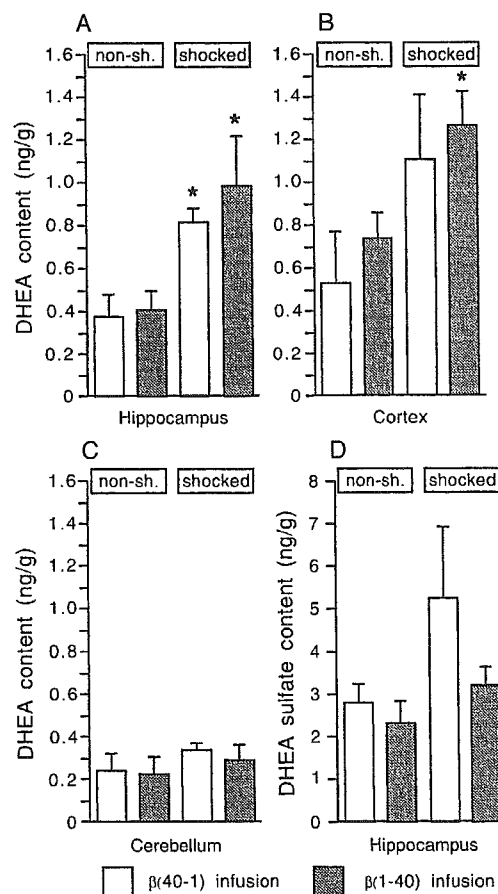 A
B
non-sh. shocked
non-sh. shocked
DHEA content (ng/g)
1.6
1.4
1.2
1.0
0.8
0.6
0.4
0.2
0
* *
Hippocampus
1.6
1.4
1.2
1.0
0.8
0.6
0.4
0.2
0
*
Cortex
C
D
non-sh. shocked
non-sh. shocked
DHEA content (ng/g)
1.6
1.4
1.2
1.0
0.8
0.6
0.4
0.2
0
Cerebellum
DHEA sulfate content (ng/g)
8
7
6
5
4
3
2
1
0
Hippocampus
β(40-1) infusion
β(1-40) infusion